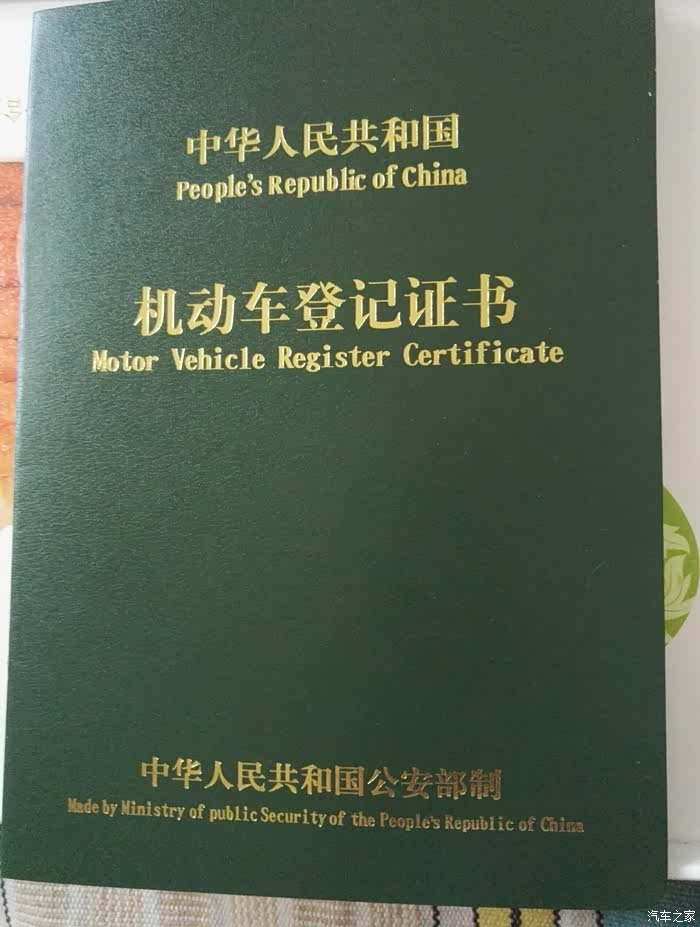 中华人民共和国
People's Republic of China
机动车登记证书
Motor Vehicle Register Certificate
中华人民共和国公安部制
Made by Ministry of public Security of the People's Republic of China
汽车之家